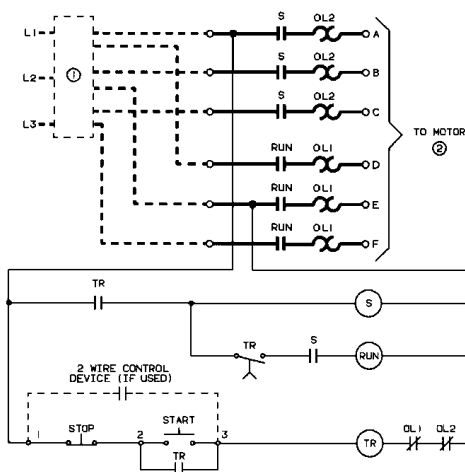 S OL2
L1 A
S OL2
L2 ① B
S OL2
C
L3
TO MOTOR
②
RUN OL1
D
RUN OL1
E
RUN OL1
F
TR
S
TR S
RUN
2 WIRE CONTROL
DEVICE (IF USED)
STOP START
1 2 3
TR
TR
OL1 OL2